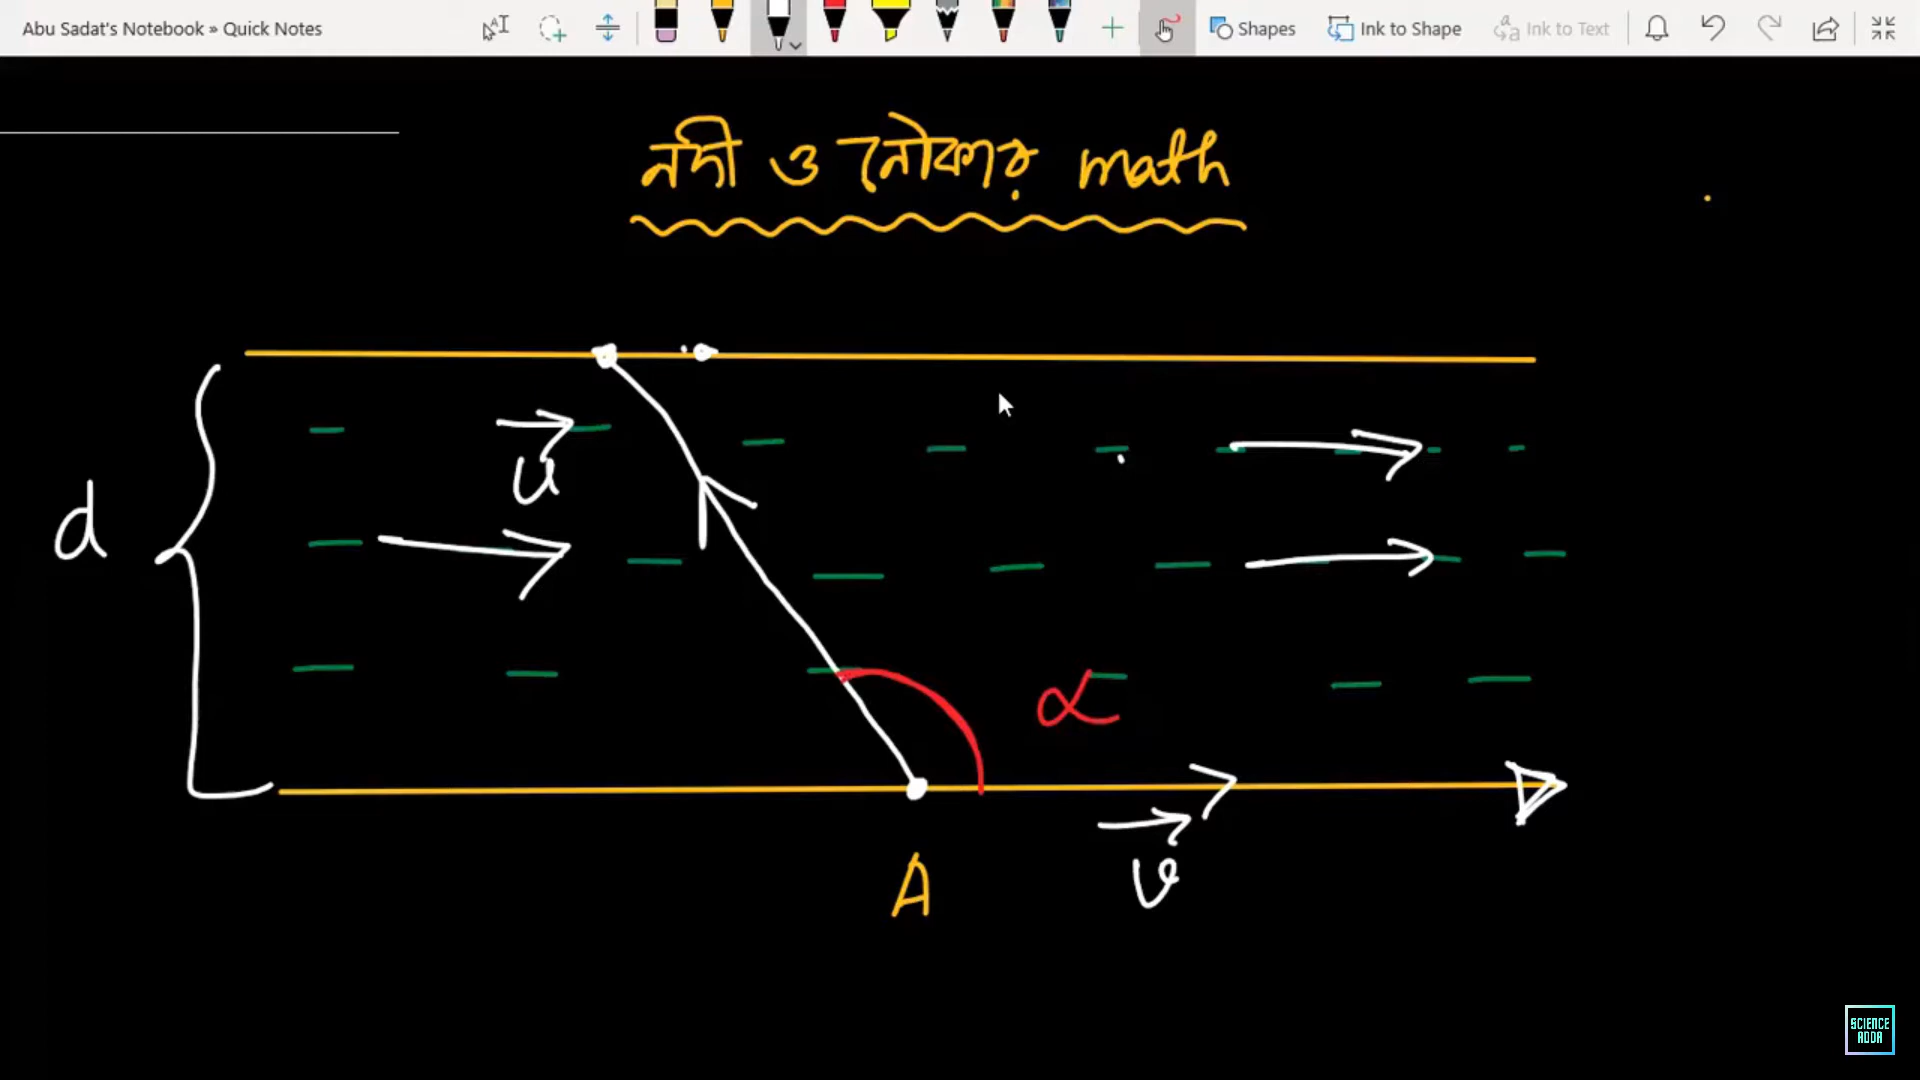 Abu Sadat's Notebook » Quick Notes
Shapes
Ink to Shape
Ink to Text
নদী ও নৌকার math
u
d
α
v
A
SCIENCE
ADDA